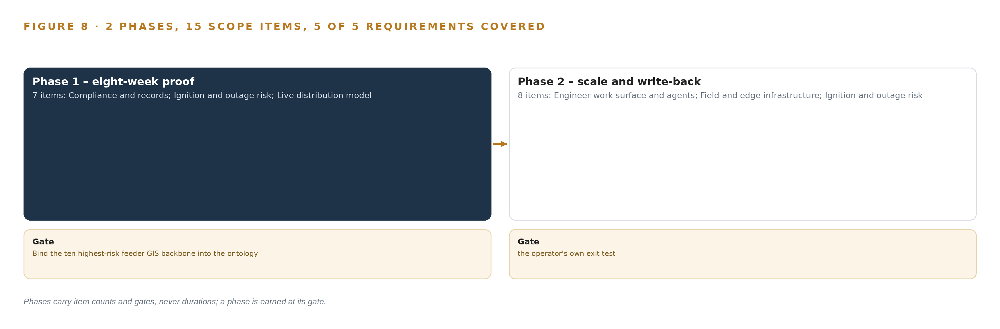 FIGURE 8 · 2 PHASES, 15 SCOPE ITEMS, 5 OF 5 REQUIREMENTS COVERED
Phase 1 – eight-week proof
7 items: Compliance and records; Ignition and outage risk; Live distribution model
Phase 2 – scale and write-back
8 items: Engineer work surface and agents; Field and edge infrastructure; Ignition and outage risk
Gate
Bind the ten highest-risk feeder GIS backbone into the ontology
Gate
the operator's own exit test
Phases carry item counts and gates, never durations; a phase is earned at its gate.